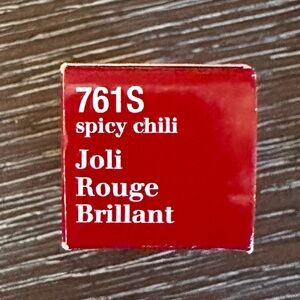 761S
spicy chili
Joli
Rouge
Brillant